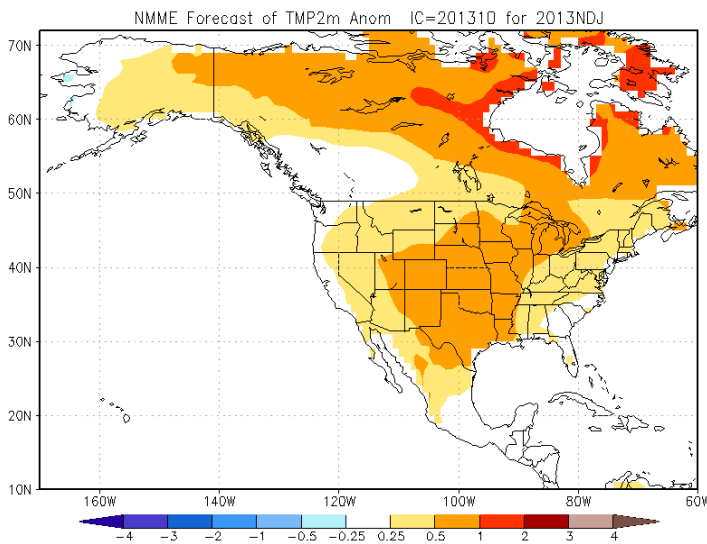 NMME Forecast of TMP2m Anom IC=201310 for 2013NDJ
70N
60N
50N
40N
30N
20N
10N
160W 140W 120W 100W 80W 60W
-4 -3 -2 -1 -0.5 -0.25 0.25 0.5 1 2 3 4